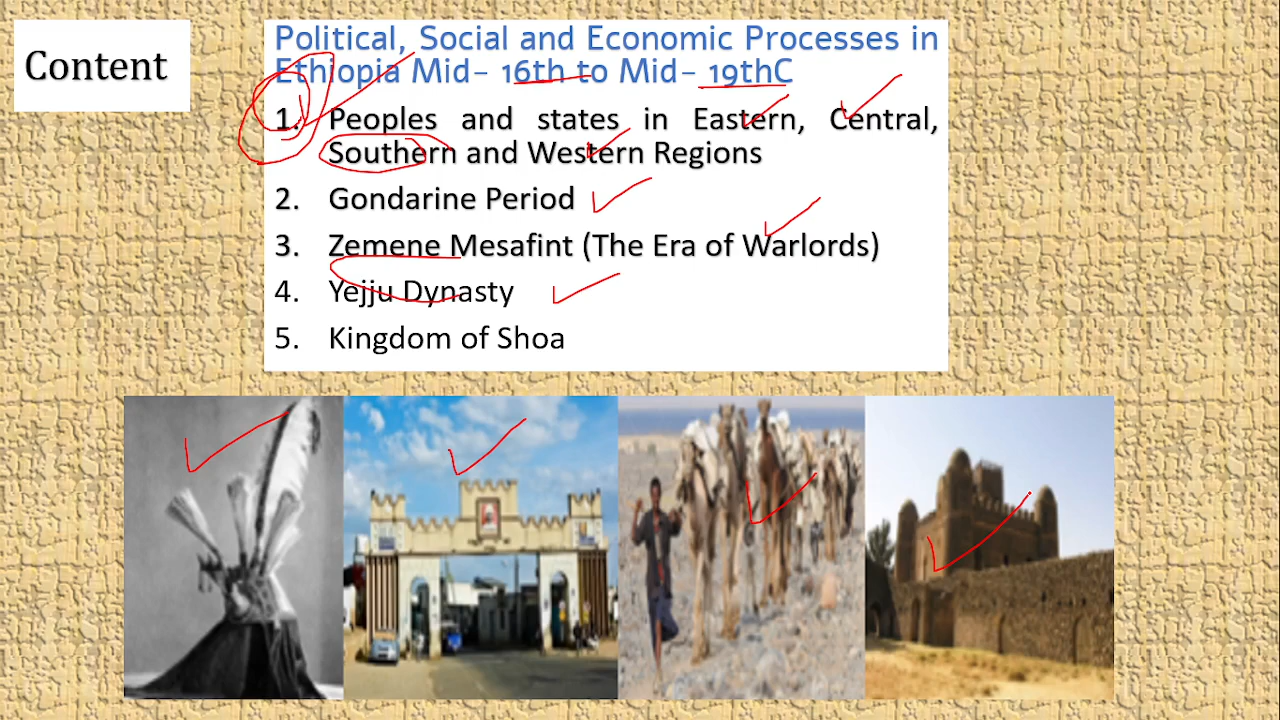 Content
Political, Social and Economic Processes in
Ethiopia Mid- 16th to Mid- 19thC
1. Peoples and states in Eastern, Central,
Southern and Western Regions
2. Gondarine Period
3. Zemene Mesafint (The Era of Warlords)
4. Yejju Dynasty
5. Kingdom of Shoa